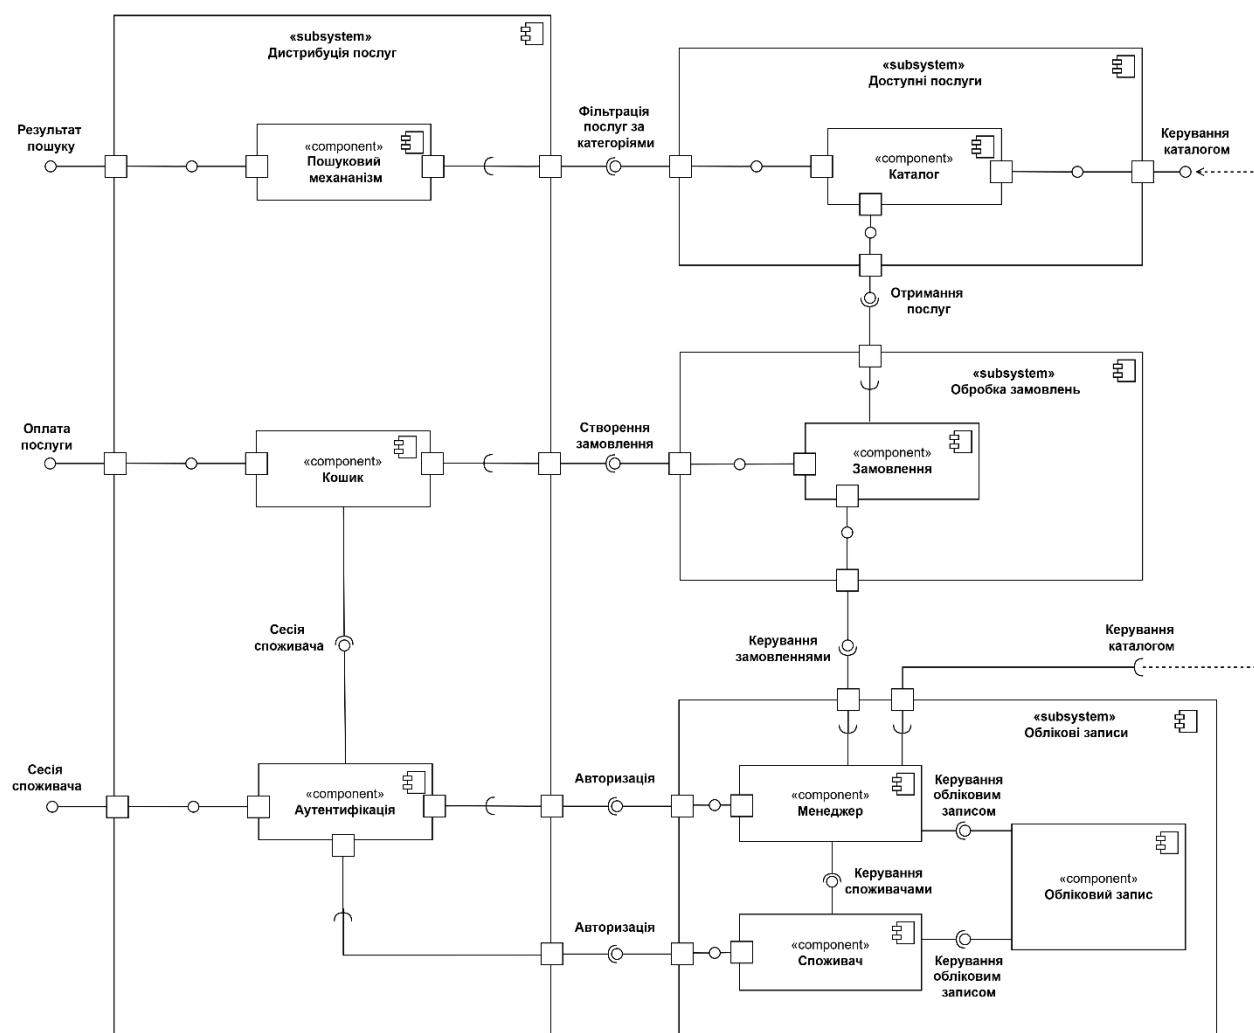 «subsystem»
Дистрибуція послуг
«subsystem»
Доступні послуги
Результат
пошуку
«component»
Пошуковий
механанізм
Фільтрація
послуг за
категоріями
«component»
Каталог
Керування
каталогом
Отримання
послуг
«subsystem»
Обробка замовлень
Оплата
послуги
«component»
Кошик
Створення
замовлення
«component»
Замовлення
Сесія
споживача
Керування
замовленнями
Керування
каталогом
«subsystem»
Облікові записи
Сесія
споживача
«component»
Аутентифікація
Авторизація
«component»
Менеджер
Керування
обліковим
записом
Керування
споживачами
«component»
Обліковий запис
Авторизація
«component»
Споживач
Керування
обліковим
записом